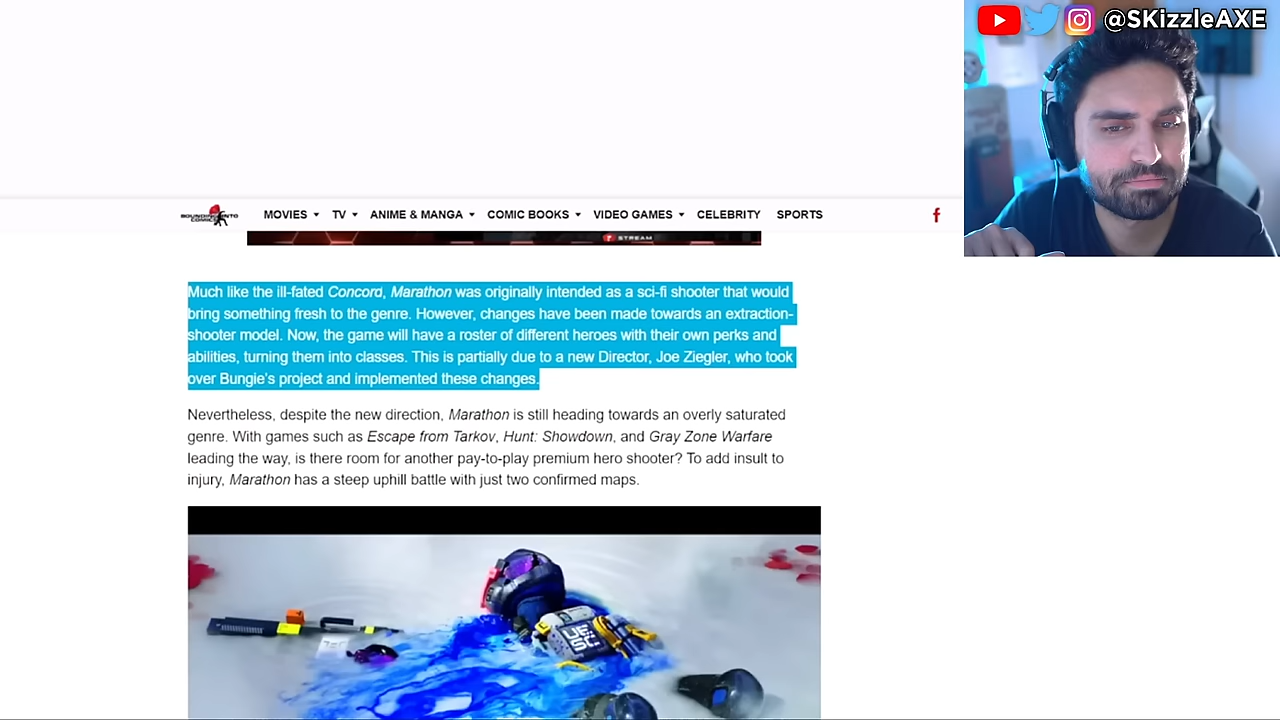 @SKizzleAXE
BOUNDING INTO
COMICS
MOVIES TV ANIME & MANGA COMIC BOOKS VIDEO GAMES CELEBRITY SPORTS
STREAM
Much like the ill-fated Concord, Marathon was originally intended as a sci-fi shooter that would
bring something fresh to the genre. However, changes have been made towards an extraction-
shooter model. Now, the game will have a roster of different heroes with their own perks and
abilities, turning them into classes. This is partially due to a new Director, Joe Ziegler, who took
over Bungie's project and implemented these changes.
Nevertheless, despite the new direction, Marathon is still heading towards an overly saturated
genre. With games such as Escape from Tarkov, Hunt: Showdown, and Gray Zone Warfare
leading the way, is there room for another pay-to-play premium hero shooter? To add insult to
injury, Marathon has a steep uphill battle with just two confirmed maps.
UE
SC